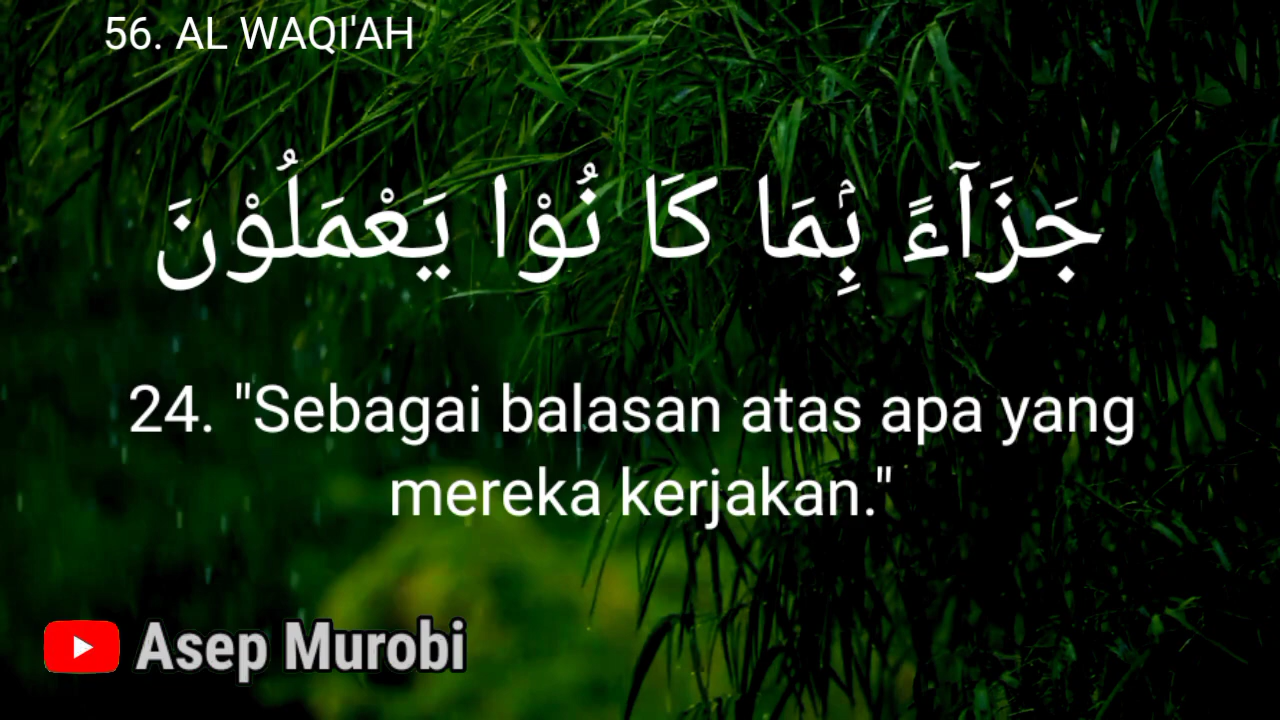 56. AL WAQI'AH
جَزَآءًۢ بِۢمَا كَا نُوْا يَعْمَلُوْنَ
24. "Sebagai balasan atas apa yang
mereka kerjakan."
Asep Murobi